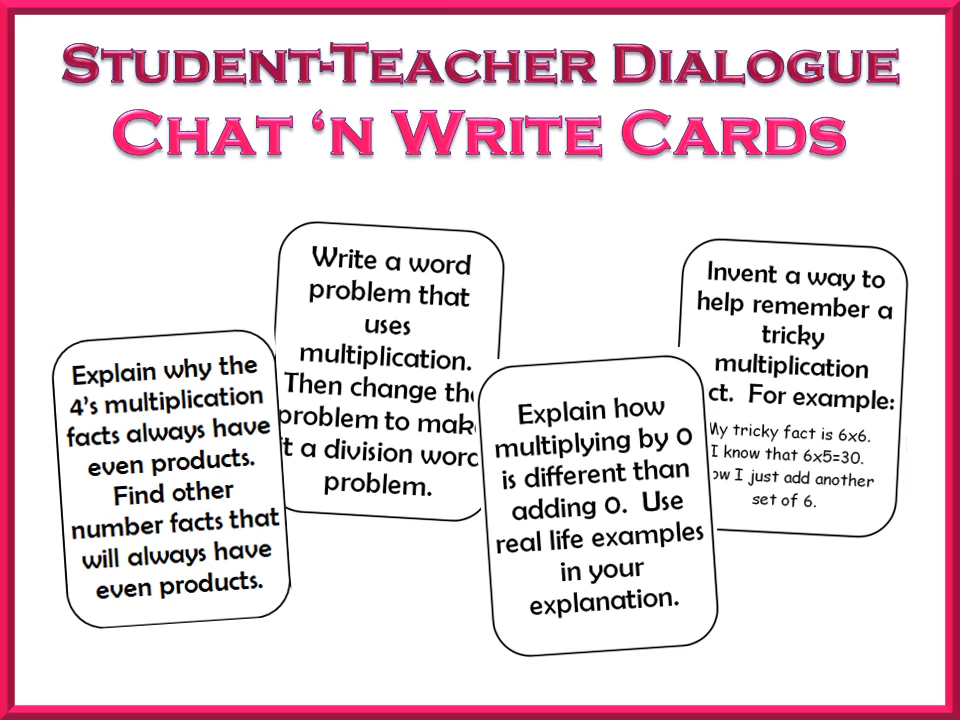 STUDENT-TEACHER DIALOGUE
CHAT ‘N WRITE CARDS
Explain why the
4's multiplication
facts always have
even products.
Find other
number facts that
will always have
even products.
Write a word
problem that
uses
multiplication.
Then change the
problem to mak
t a division word
problem.
Explain how
multiplying by 0
is different than
adding 0. Use
real life examples
in your
explanation.
Invent a way to
help remember a
tricky
multiplication
ct. For example:
My tricky fact is 6x6.
I know that 6x5=30.
ow I just add another
set of 6.